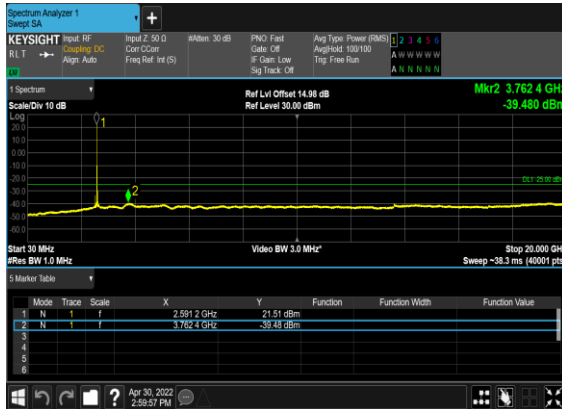 Spectrum Analyzer 1
Swept SA
+
KEYSIGHT Input: RF Input Z: 50 Ω #Atten: 30 dB PNO: Fast Avg Type: Power (RMS) 1 2 3 4 5 6
RLT Coupling: DC Corr CCorr Gate: Off Avg|Hold: 100/100 A W W W W W
Align: Auto Freq Ref: Int (S) IF Gain: Low Trig: Free Run
Sig Track: Off A N N N N N
1 Spectrum Ref Lvl Offset 14.98 dB Mkr2 3.762 4 GHz
Scale/Div 10 dB Ref Level 30.00 dBm -39.480 dBm
Log
20.0
10.0
0.00
-10.0
-20.0
-30.0
-40.0
-50.0
-60.0
1
2
DL1 -25.00 dBm
Start 30 MHz Video BW 3.0 MHz* Stop 20.000 GHz
#Res BW 1.0 MHz Sweep ~38.3 ms (40001 pts)
5 Marker Table
Mode Trace Scale X Y Function Function Width Function Value
1 N 1 f 2.591 2 GHz 21.51 dBm
2 N 1 f 3.762 4 GHz -39.48 dBm
3
4
5
6
? Apr 30, 2022
2:59:57 PM